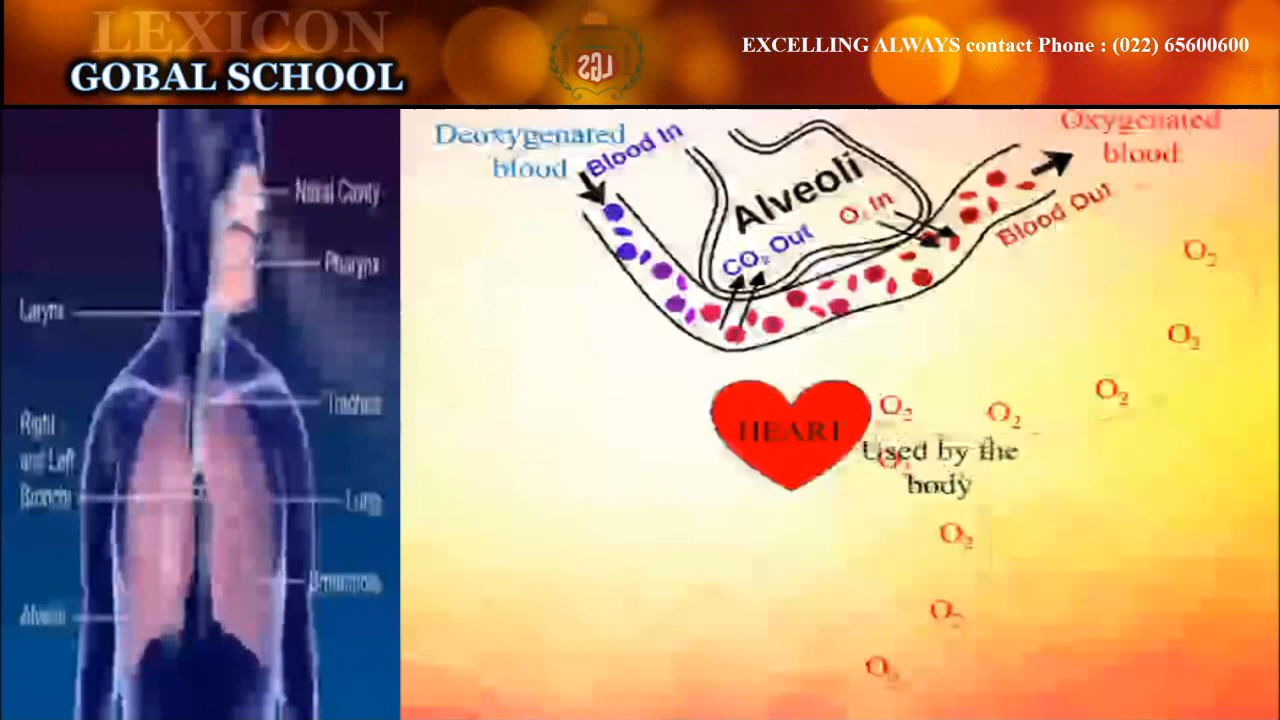 LEXICON
GOBAL SCHOOL
LGS
EXCELLING ALWAYS contact Phone : (022) 65600600
Nasal Cavity
Pharynx
Larynx
Trachea
Right
and Left
Bronchi
Lung
Alveoli
Deoxygenared
blood
Blood In
Alveoli
CO₂ Out
O₂ In
Oxygenated
blood
Blood Out
HEART
Used by the
body
O₂
O₂
O₂
O₂
O₂
O₂
O₂
O₂